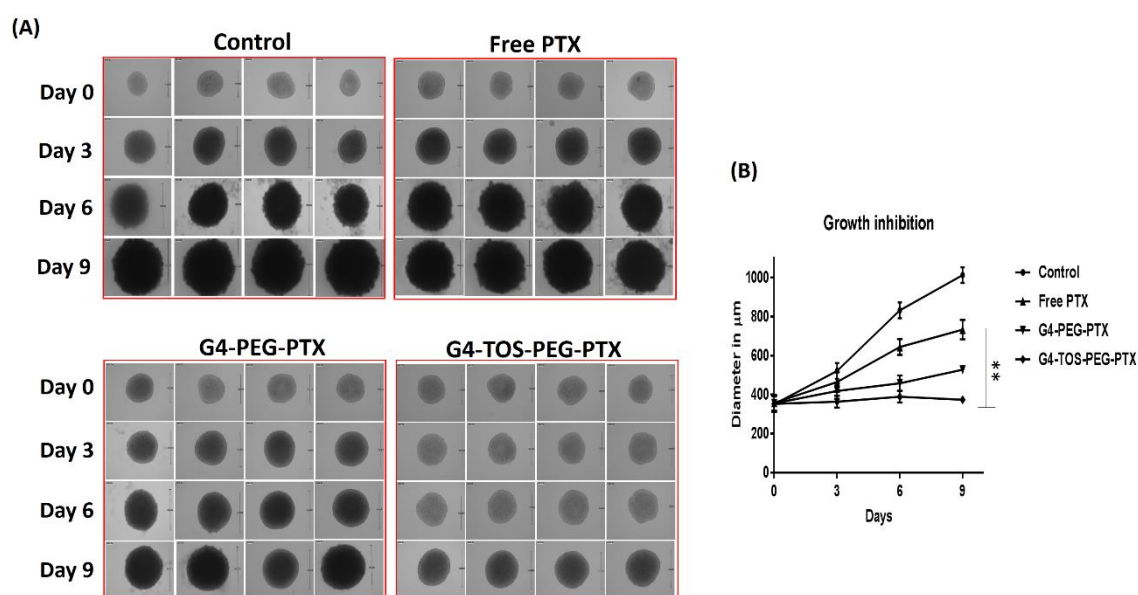 (A)
Control
Free PTX
Day 0
Day 3
Day 6
Day 9
G4-PEG-PTX
G4-TOS-PEG-PTX
Day 0
Day 3
Day 6
Day 9
(B)
Growth inhibition
Diameter in µm
1000
800
600
400
200
0
0 3 6 9
Days
Control
Free PTX
G4-PEG-PTX
G4-TOS-PEG-PTX
**